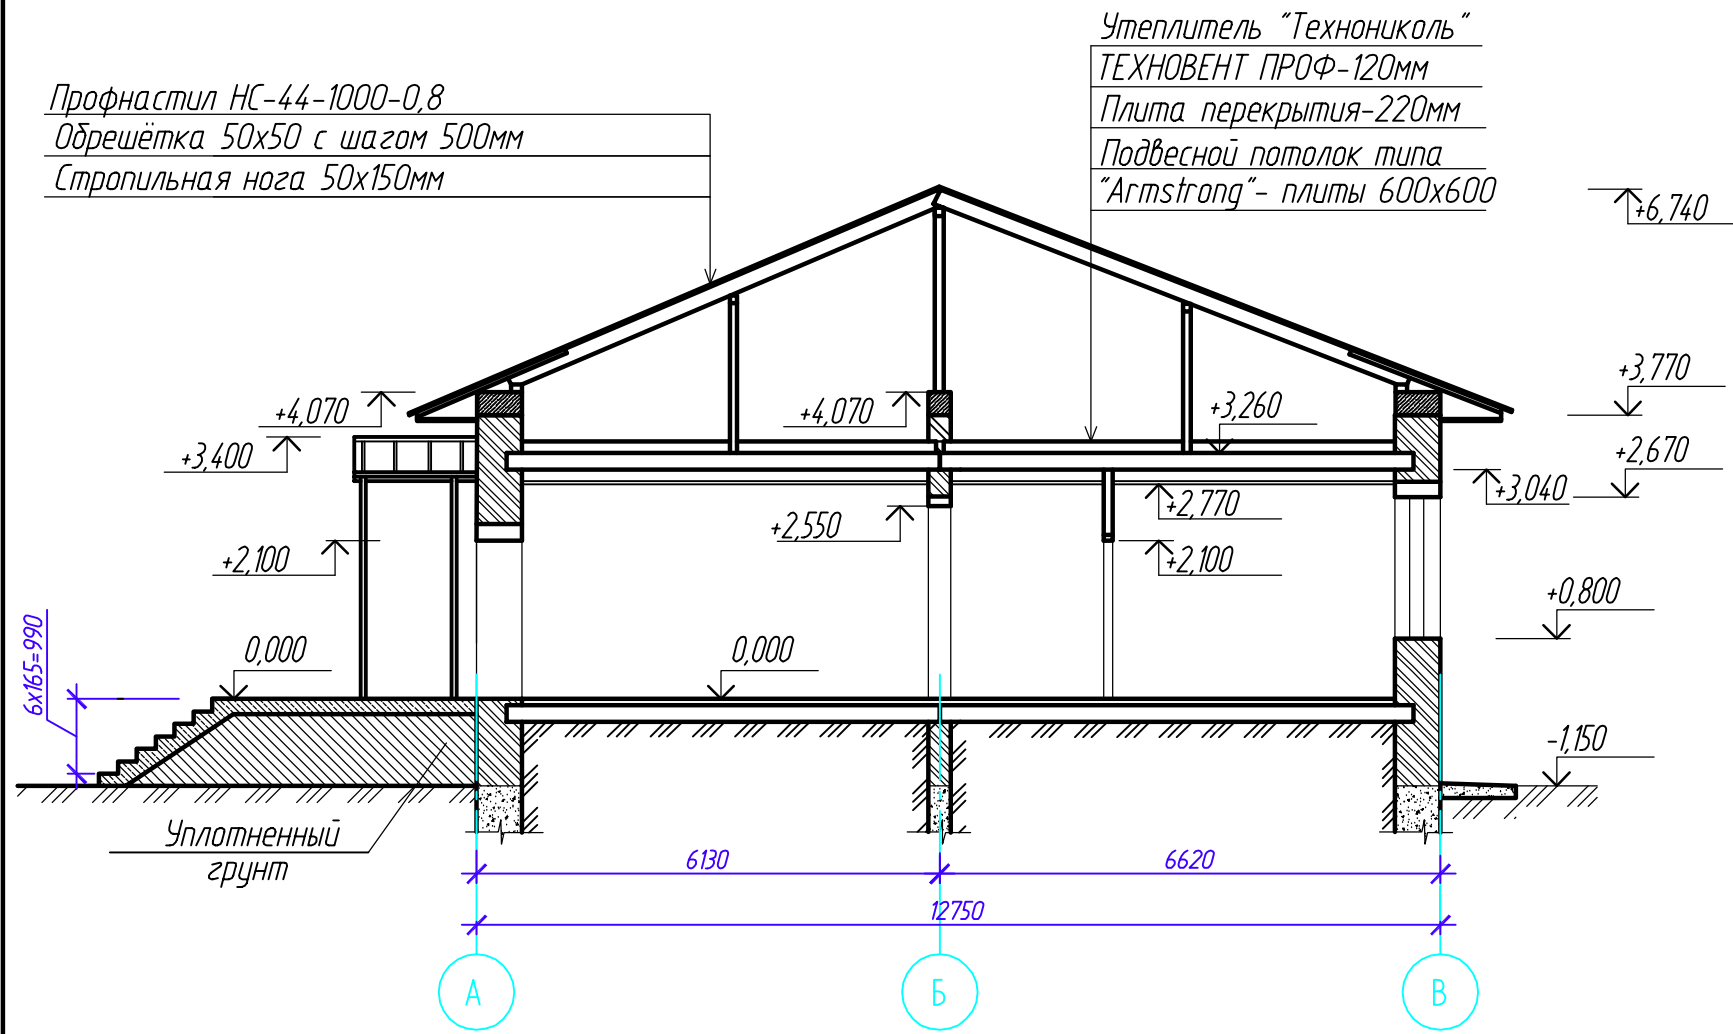 Утеплитель "Технониколь"
ТЕХНОВЕНТ ПРОФ-120мм
Плита перекрытия-220мм
Подвесной потолок типа
"Armstrong"- плиты 600х600
Профнастил НС-44-1000-0,8
Обрешётка 50х50 с шагом 500мм
Стропильная нога 50х150мм
+6,740
+3,770
+4,070
+4,070
+3,260
+3,400
+2,670
+3,040
+2,770
+2,550
+2,100
+2,100
+0,800
0,000
0,000
6х165=990
-1,150
Уплотненный
грунт
6130
6620
12750
А
Б
В